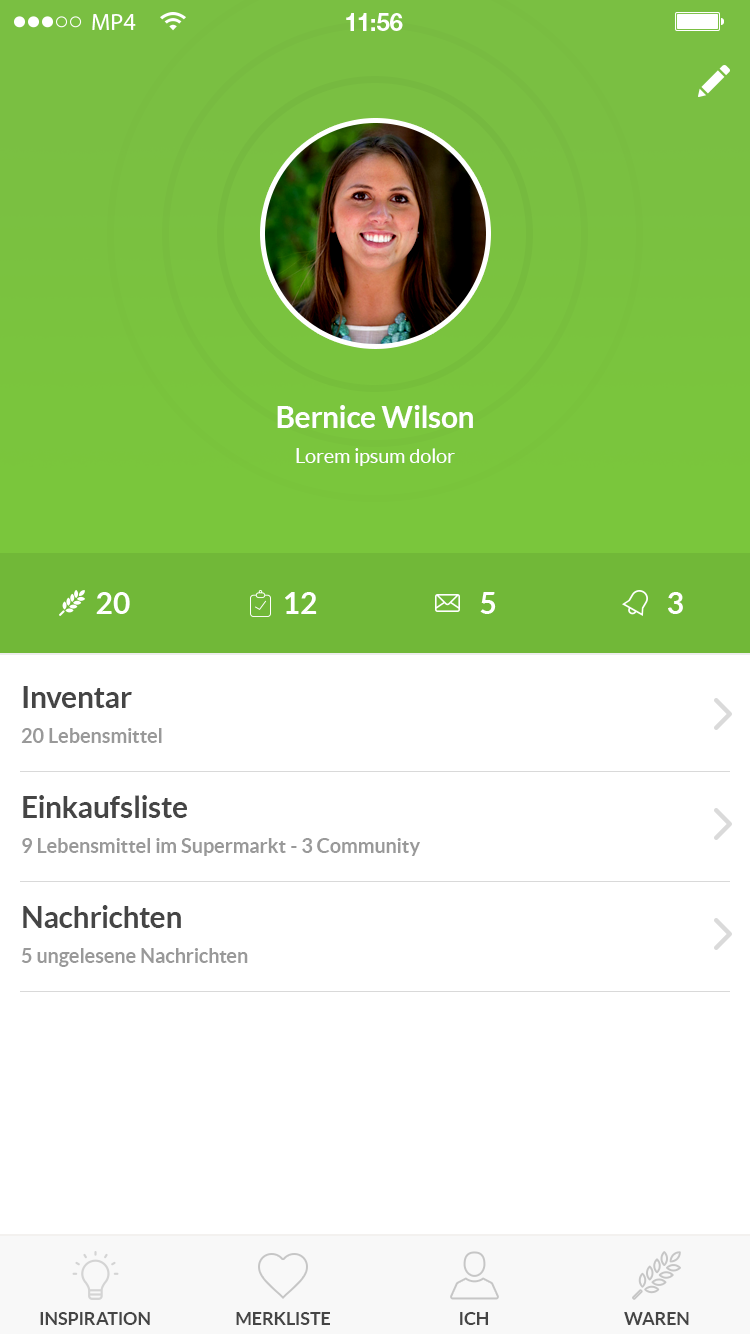 MP4 11:56
Bernice Wilson
Lorem ipsum dolor
20 12 5 3
Inventar
20 Lebensmittel
Einkaufsliste
9 Lebensmittel im Supermarkt - 3 Community
Nachrichten
5 ungelesene Nachrichten
INSPIRATION MERKLISTE ICH WAREN